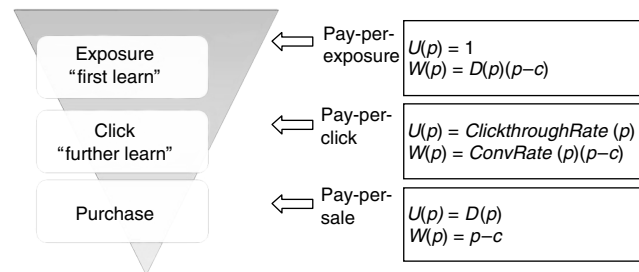 Exposure
“first learn”
Pay-per-
exposure
U(p) = 1
W(p) = D(p)(p–c)
Click
“further learn”
Pay-per-
click
U(p) = ClickthroughRate (p)
W(p) = ConvRate (p)(p–c)
Purchase
Pay-per-
sale
U(p) = D(p)
W(p) = p–c